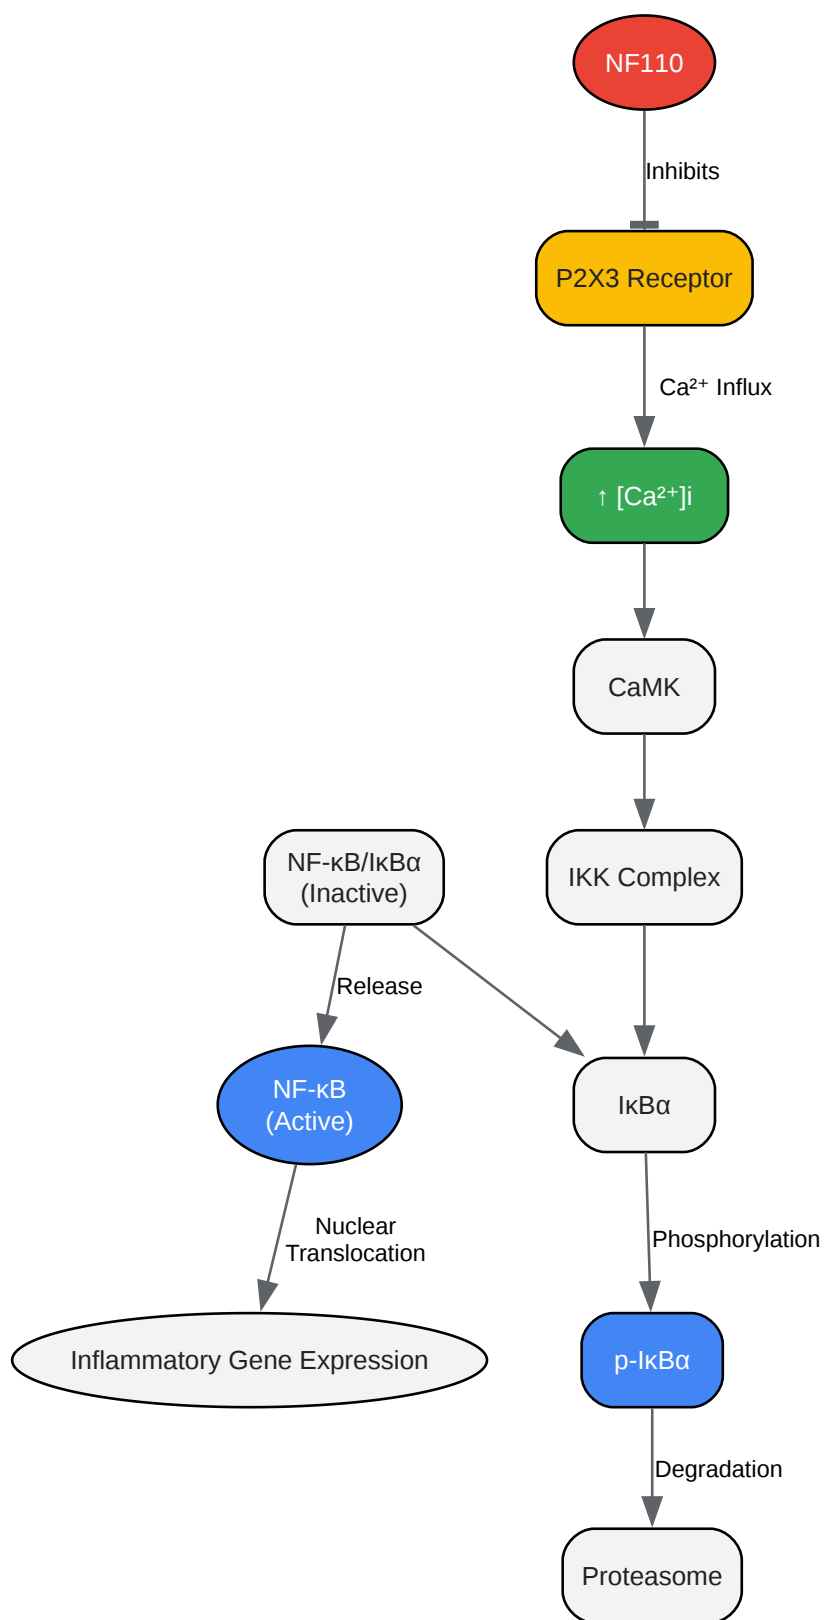 NF110
Inhibits
P2X3 Receptor
Ca²⁺ Influx
↑ [Ca²⁺]i
CaMK
NF-κB/IκBα
(Inactive)
IKK Complex
Release
NF-κB
(Active)
IκBα
Nuclear
Translocation
Phosphorylation
Inflammatory Gene Expression
p-IκBα
Degradation
Proteasome